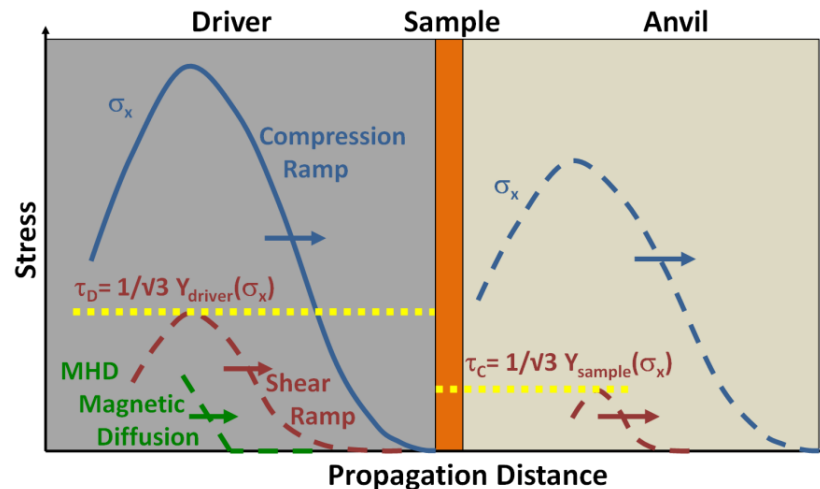 Driver
Sample
Anvil
σx
Compression
Ramp
σx
Stress
τD= 1/√3 Ydriver(σx)
τC= 1/√3 Ysample(σx)
MHD
Magnetic
Diffusion
Shear
Ramp
Propagation Distance